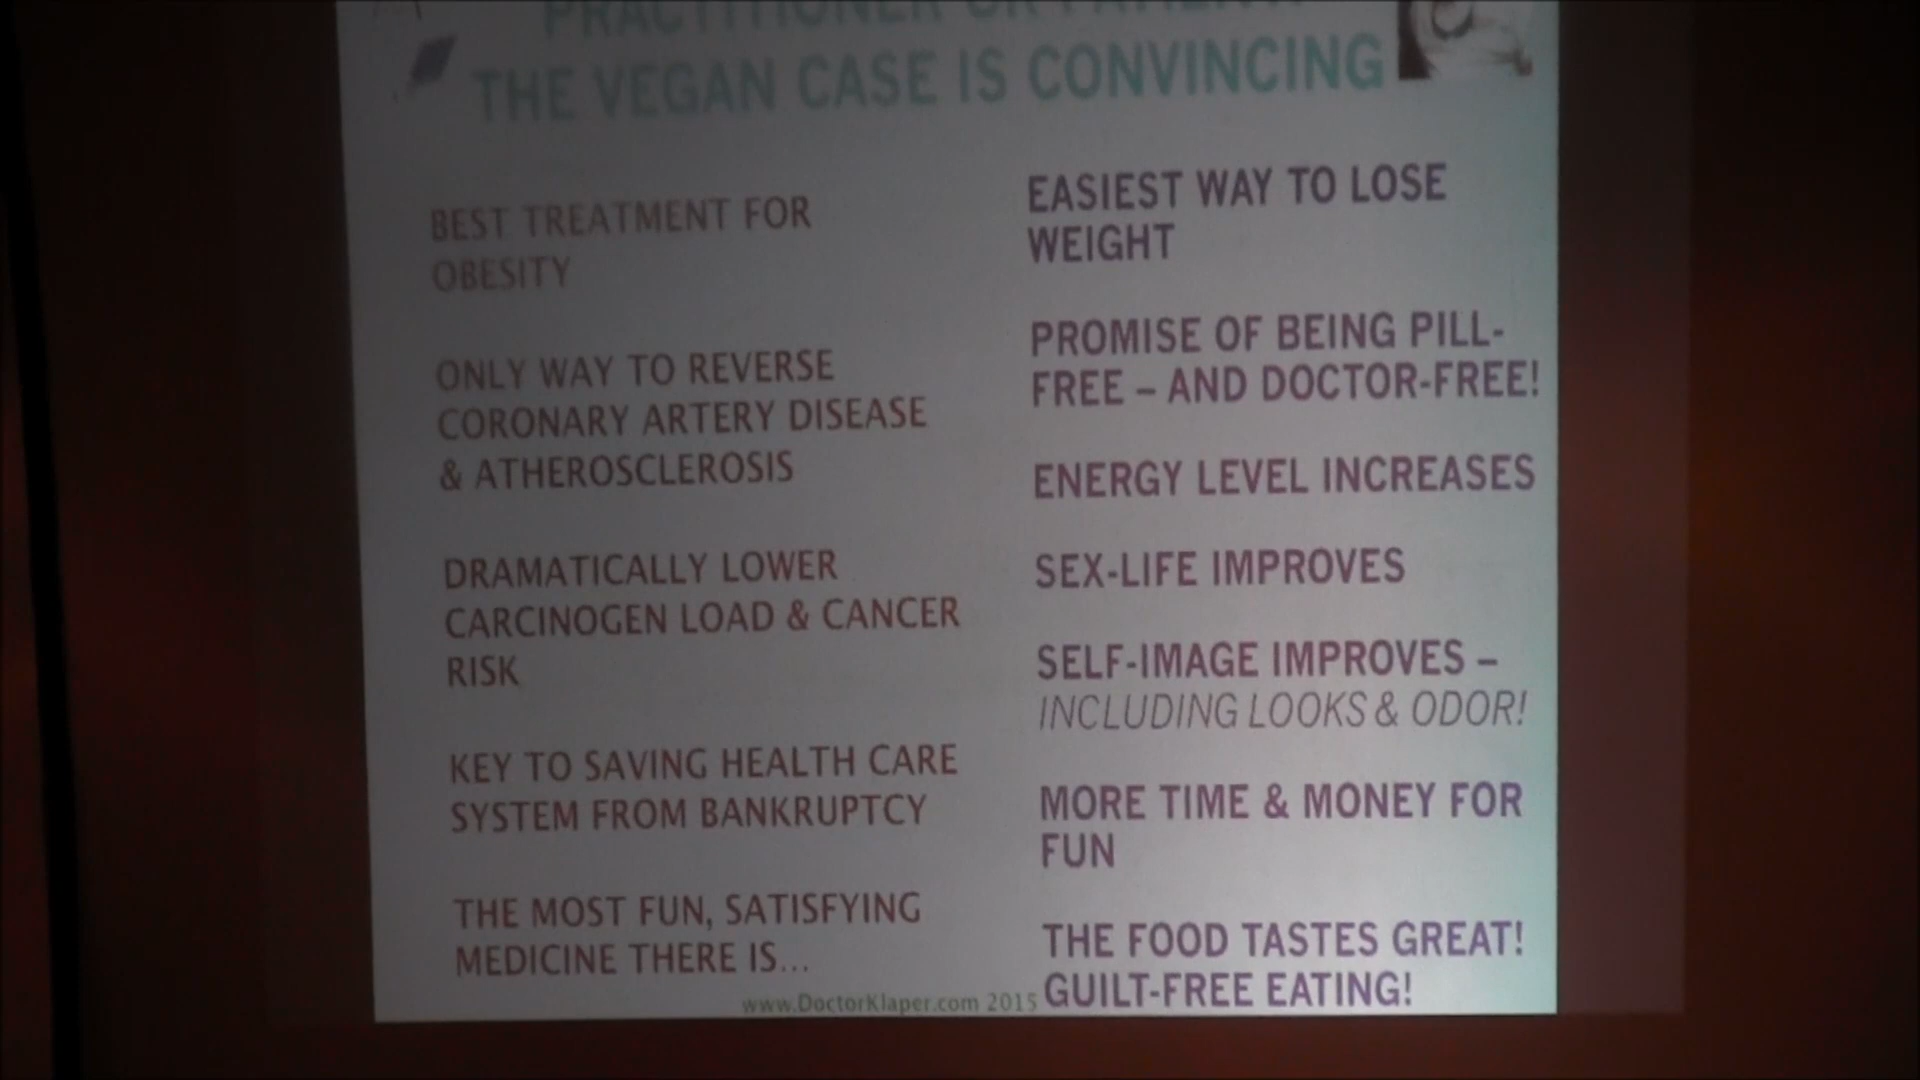 PRACTITIONER OR PATIENT
THE VEGAN CASE IS CONVINCING
BEST TREATMENT FOR
OBESITY
ONLY WAY TO REVERSE
CORONARY ARTERY DISEASE
& ATHEROSCLEROSIS
DRAMATICALLY LOWER
CARCINOGEN LOAD & CANCER
RISK
KEY TO SAVING HEALTH CARE
SYSTEM FROM BANKRUPTCY
THE MOST FUN, SATISFYING
MEDICINE THERE IS...
EASIEST WAY TO LOSE
WEIGHT
PROMISE OF BEING PILL-
FREE – AND DOCTOR-FREE!
ENERGY LEVEL INCREASES
SEX-LIFE IMPROVES
SELF-IMAGE IMPROVES –
INCLUDING LOOKS & ODOR!
MORE TIME & MONEY FOR
FUN
THE FOOD TASTES GREAT!
GUILT-FREE EATING!
www.DoctorKlaper.com 2015